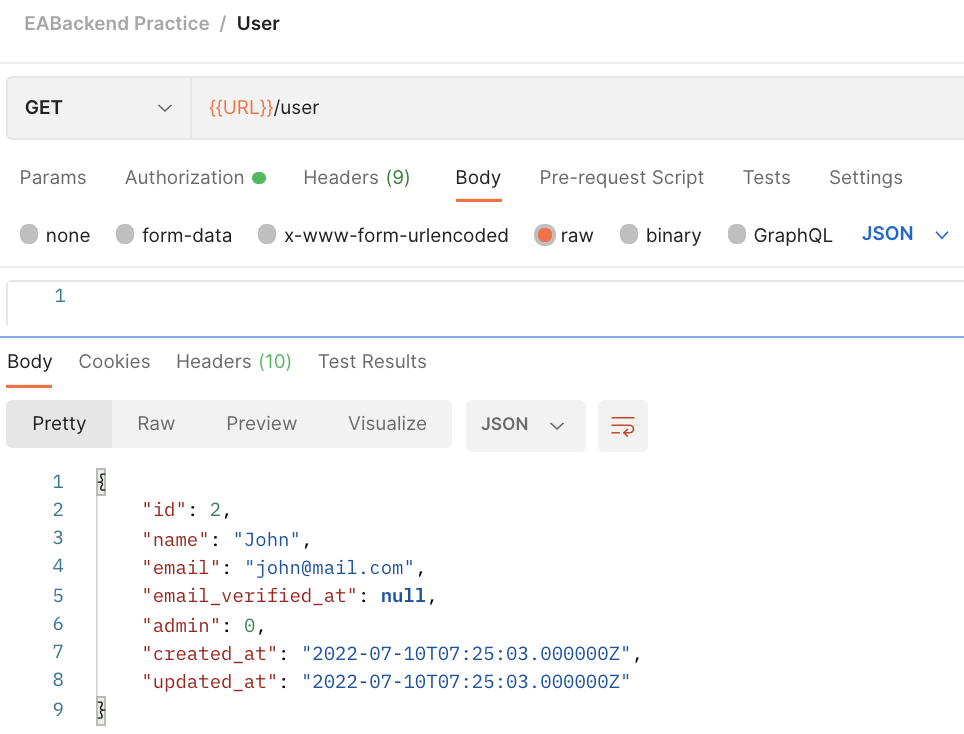 EABackend Practice / User
GET {{URL}}/user
Params Authorization Headers (9) Body Pre-request Script Tests Settings
none form-data x-www-form-urlencoded raw binary GraphQL JSON
1
Body Cookies Headers (10) Test Results
Pretty Raw Preview Visualize JSON
1 {
2 "id": 2,
3 "name": "John",
4 "email": "john@mail.com",
5 "email_verified_at": null,
6 "admin": 0,
7 "created_at": "2022-07-10T07:25:03.000000Z",
8 "updated_at": "2022-07-10T07:25:03.000000Z"
9 }